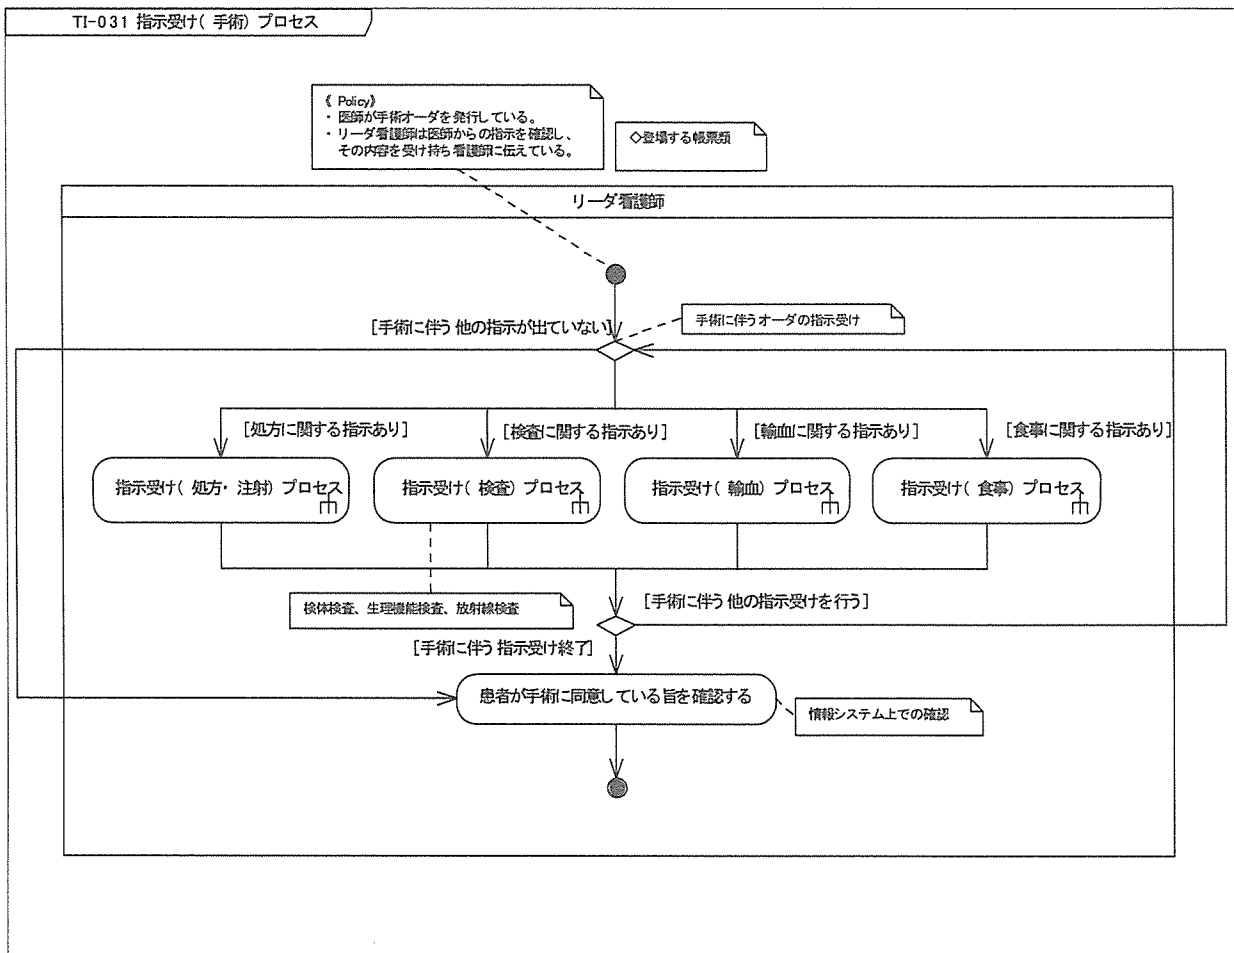 TI-031 指示受け(手術)プロセス
《Policy》
・医師が手術オーダを発行している。
・リーダ看護師は医師からの指示を確認し、
その内容を受け持ち看護師に伝えている。
◇登場する帳票類
リーダ看護師
[手術に伴う他の指示が出ていない]
手術に伴うオーダの指示受け
[処方に関する指示あり]
[検査に関する指示あり]
[輸血に関する指示あり]
[食事に関する指示あり]
指示受け(処方・注射)プロセス
指示受け(検査)プロセス
指示受け(輸血)プロセス
指示受け(食事)プロセス
検体検査、生理機能検査、放射線検査
[手術に伴う他の指示受けを行う]
[手術に伴う指示受け終了]
患者が手術に同意している旨を確認する
情報システム上での確認